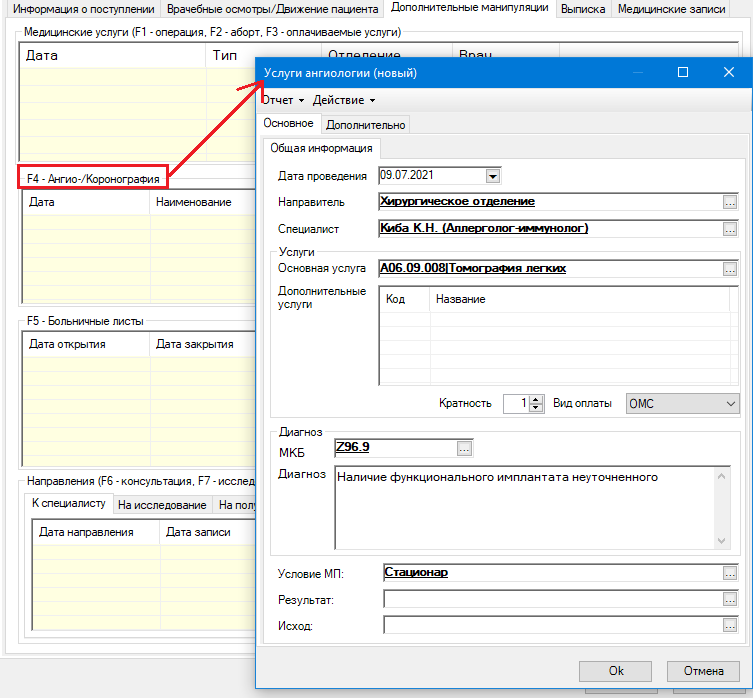 Информация о поступлении Врачебные осмотры/Движение пациента Дополнительные манипуляции Выписка Медицинские записи
Медицинские услуги (F1 - операция, F2 - аборт, F3 - оплачиваемые услуги)
Дата Тип Отделение Врач
F4 - Ангио-/Коронография
Дата Наименование
F5 - Больничные листы
Дата открытия Дата закрытия
Направления (F6 - консультация, F7 - исслед
К специалисту На исследование На полу
Дата направления Дата записи
Услуги ангиологии (новый)
Отчет Действие
Основное Дополнительно
Общая информация
Дата проведения 09.07.2021
Направитель Хирургическое отделение ...
Специалист Киба К.Н. (Аллерголог-иммунолог) ...
Услуги
Основная услуга A06.09.008|Томография легких ...
Дополнительные услуги
Код Название
Кратность 1 Вид оплаты ОМС
Диагноз
МКБ Z96.9 ...
Диагноз Наличие функционального имплантата неуточненного
Условие МП: Стационар ...
Результат: ...
Исход: ...
Ok Отмена